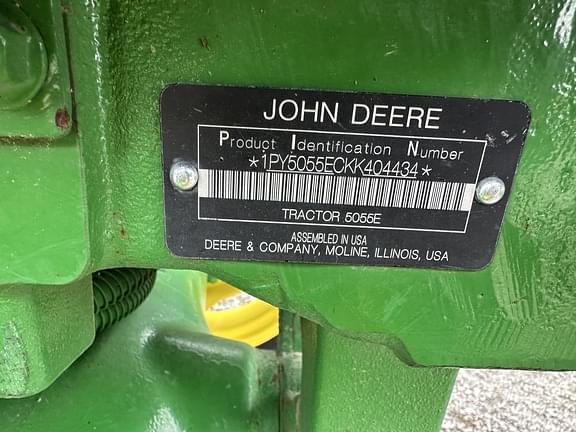 JOHN DEERE
Product Identification Number
*1PY5055ECKK404434*
TRACTOR 5055E
ASSEMBLED IN USA
DEERE & COMPANY, MOLINE, ILLINOIS, USA